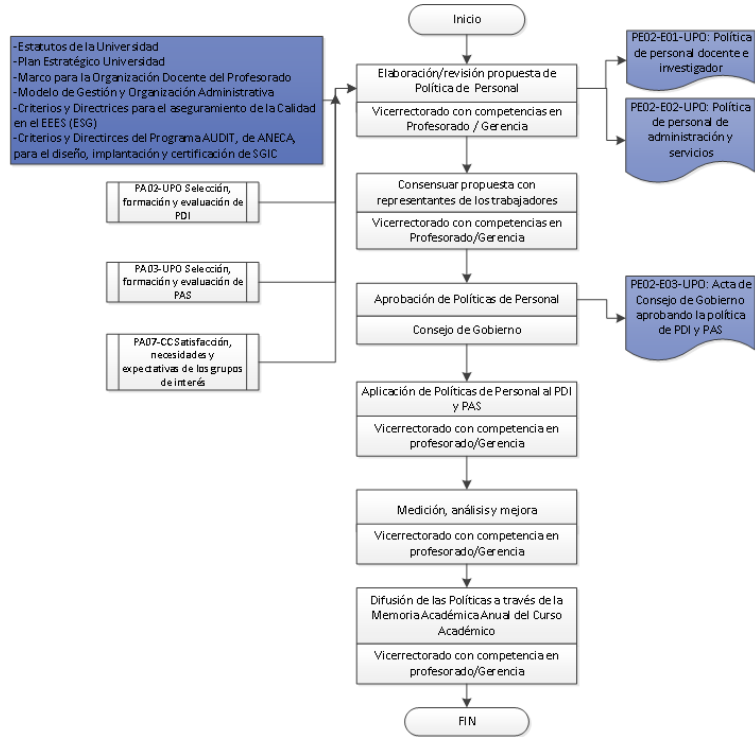 Inicio
-Estatutos de la Universidad
-Plan Estratégico Universidad
-Marco para la Organización Docente del Profesorado
-Modelo de Gestión y Organización Administrativa
-Criterios y Directrices para el aseguramiento de la Calidad
en el EEES (ESG)
-Criterios y Directirces del Programa AUDIT, de ANECA,
para el diseño, implantación y certificación de SGIC
Elaboración/revisión propuesta de
Política de Personal
Vicerrectorado con competencias en
Profesorado / Gerencia
PE02-E01-UPO: Política
de personal docente e
investigador
PE02-E02-UPO: Política
de personal de
administración y
servicios
PA02-UPO Selección,
formación y evaluación de
PDI
Consensuar propuesta con
representantes de los trabajadores
Vicerrectorado con competencias en
Profesorado/Gerencia
PA03-UPO Selección,
formación y evaluación de
PAS
Aprobación de Políticas de Personal
Consejo de Gobierno
PE02-E03-UPO: Acta de
Consejo de Gobierno
aprobando la política
de PDI y PAS
PA07-CC Satisfacción,
necesidades y
expectativas de los grupos
de interés
Aplicación de Políticas de Personal al PDI
y PAS
Vicerrectorado con competencia en
profesorado/Gerencia
Medición, análisis y mejora
Vicerrectorado con competencia en
profesorado/Gerencia
Difusión de las Políticas a través de la
Memoria Académica Anual del Curso
Académico
Vicerrectorado con competencia en
profesorado/Gerencia
FIN